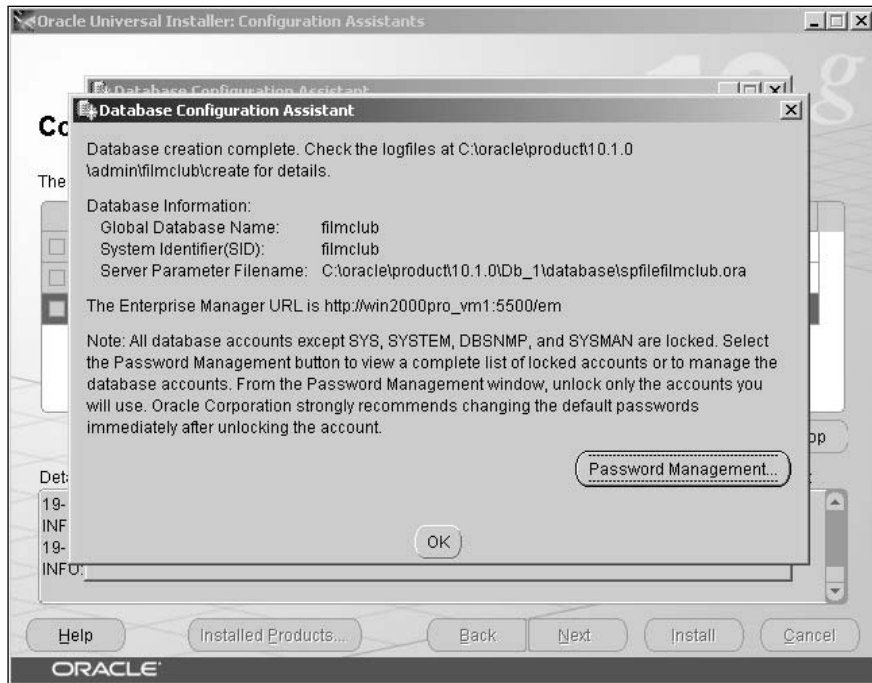 Oracle Universal Installer: Configuration Assistants
10g
Database Configuration Assistant
Database Configuration Assistant
Co
Database creation complete. Check the logfiles at C:\oracle\product\10.1.0
\admin\filmclub\create for details.
The
Database Information:
Global Database Name: filmclub
System Identifier(SID): filmclub
Server Parameter Filename: C:\oracle\product\10.1.0\Db_1\database\spfilefilmclub.ora
The Enterprise Manager URL is http://win2000pro_vm1:5500/em
Note: All database accounts except SYS, SYSTEM, DBSNMP, and SYSMAN are locked. Select
the Password Management button to view a complete list of locked accounts or to manage the
database accounts. From the Password Management window, unlock only the accounts you
will use. Oracle Corporation strongly recommends changing the default passwords
immediately after unlocking the account.
op
Password Management...
Deta
19-
INF
19-
OK
INFO:
Help Installed Products... Back Next Install Cancel
ORACLE